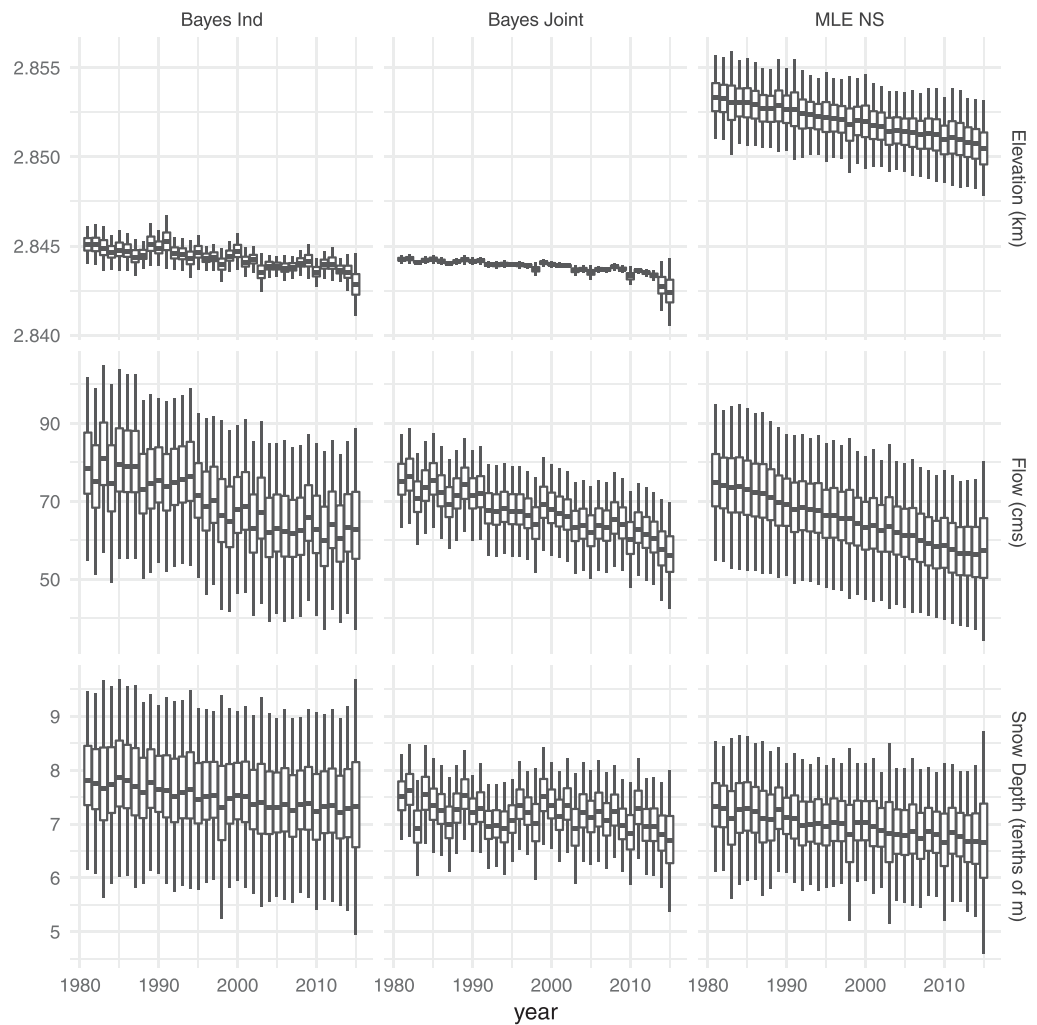 Bayes Ind Bayes Joint MLE NS
2.855
2.850
2.845
2.840
Elevation (km)
90
70
50
Flow (cms)
9
8
7
6
5
Snow Depth (tenths of m)
1980 1990 2000 2010 1980 1990 2000 2010 1980 1990 2000 2010
year